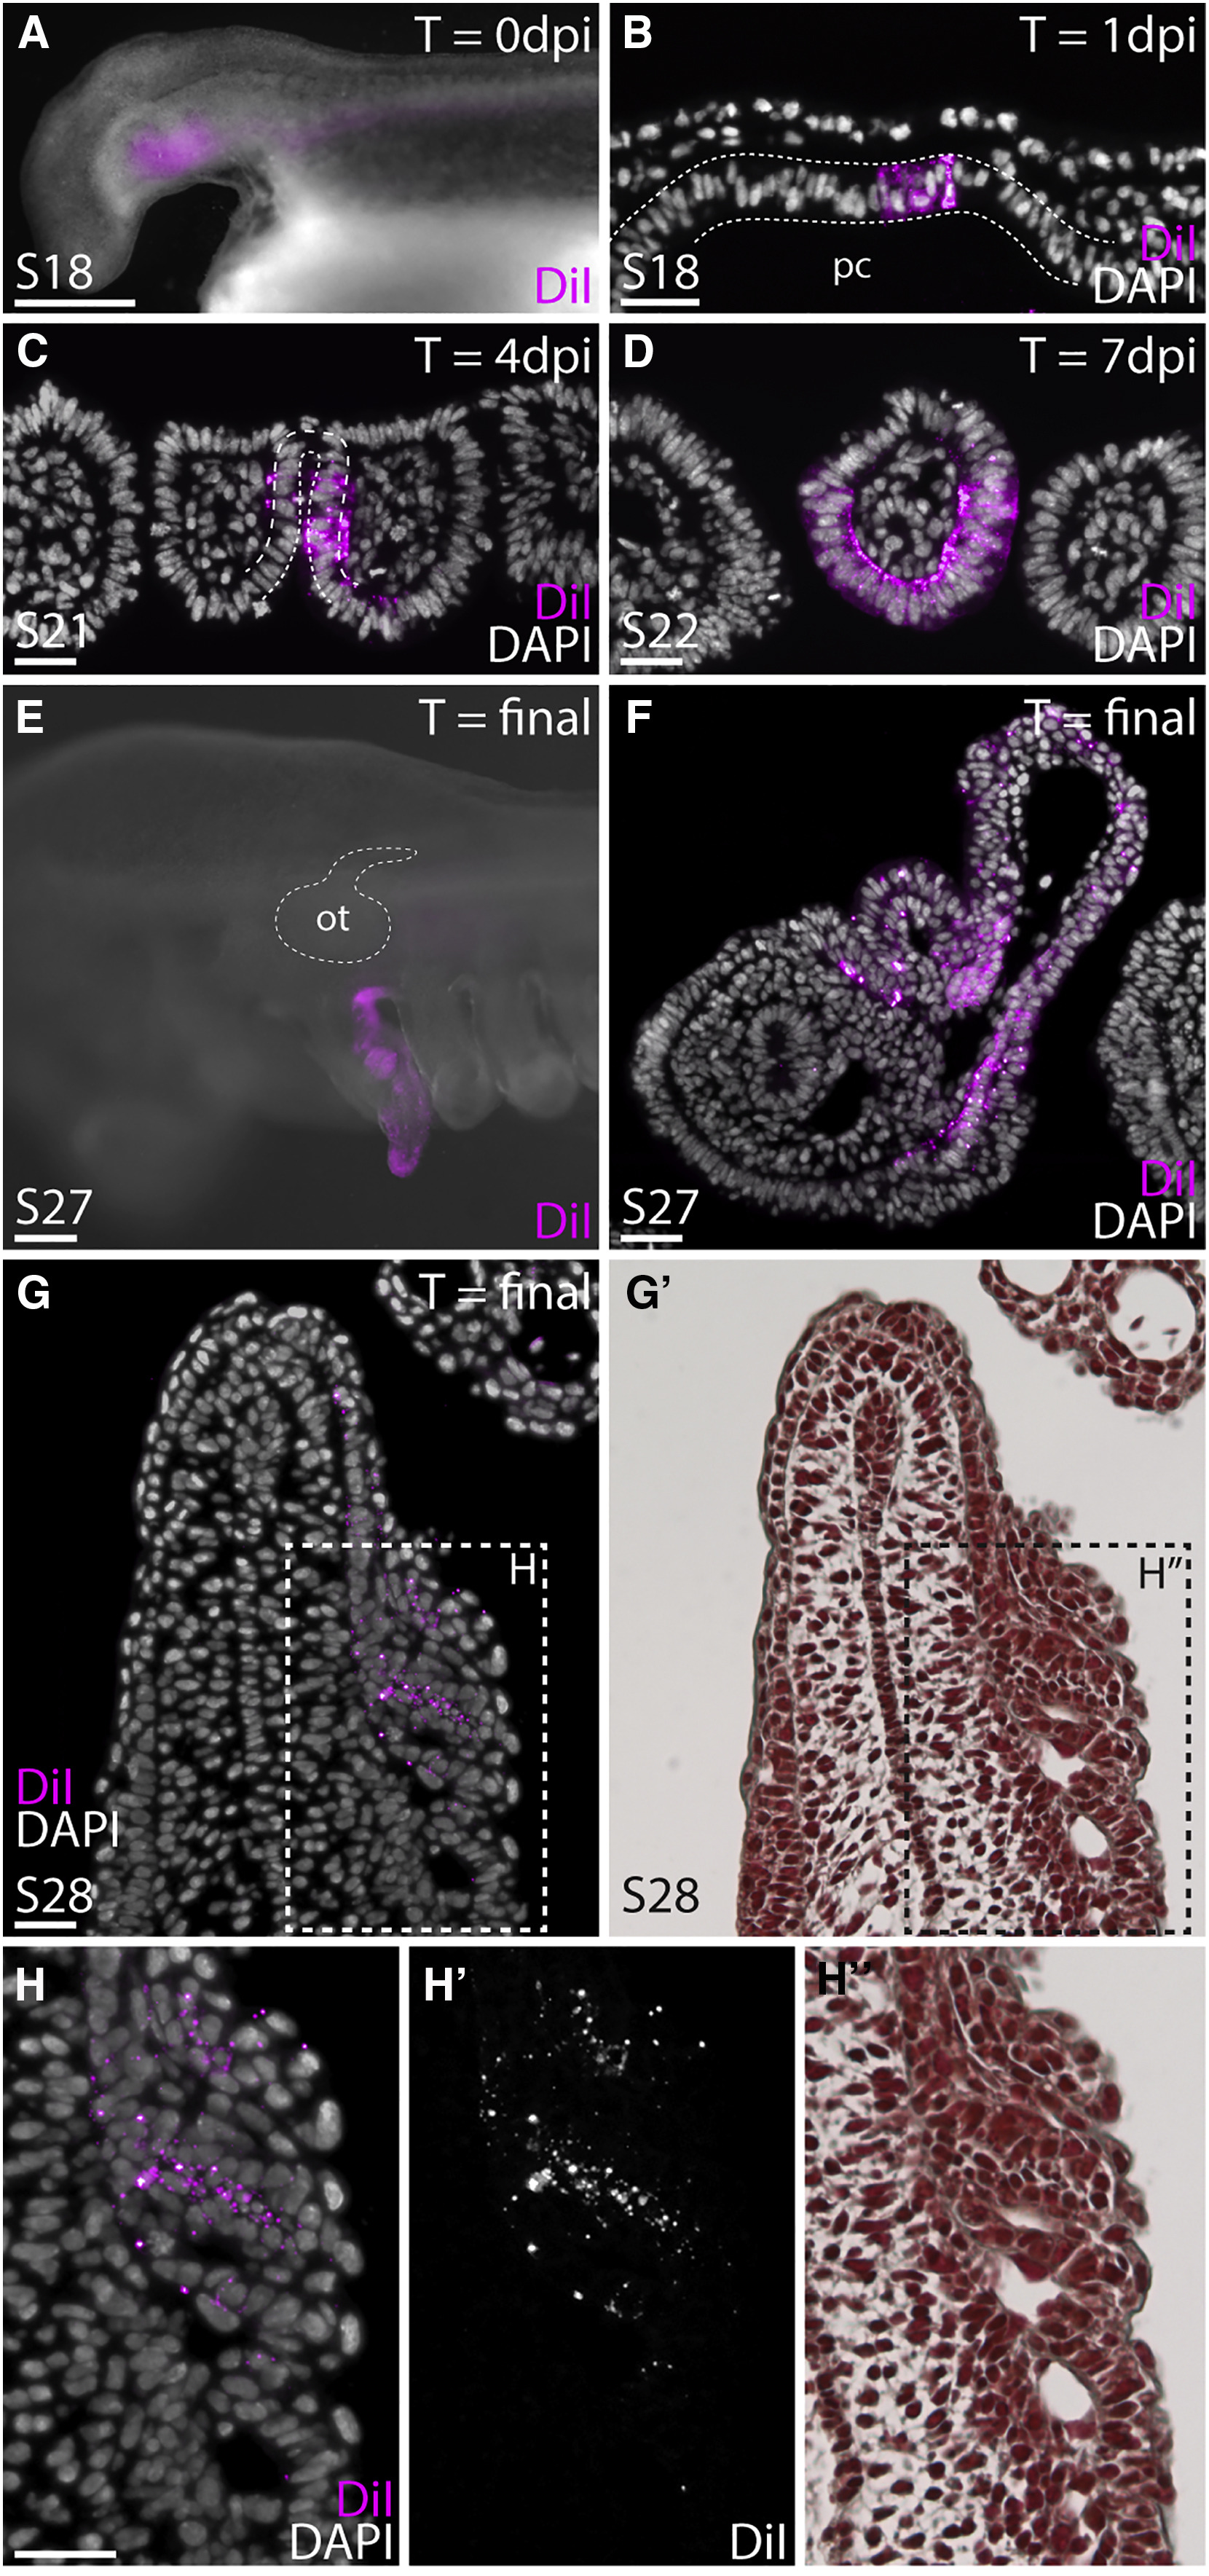 A
T = 0dpi
S18
DiI
B
T = 1dpi
pc
S18
DiI
DAPI
C
T = 4dpi
S21
DiI
DAPI
D
T = 7dpi
S22
DiI
DAPI
E
T = final
ot
S27
DiI
F
T = final
S27
DiI
DAPI
G
T = final
H
DiI
DAPI
S28
G’
H”
S28
H
DiI
DAPI
H’
DiI
H’’